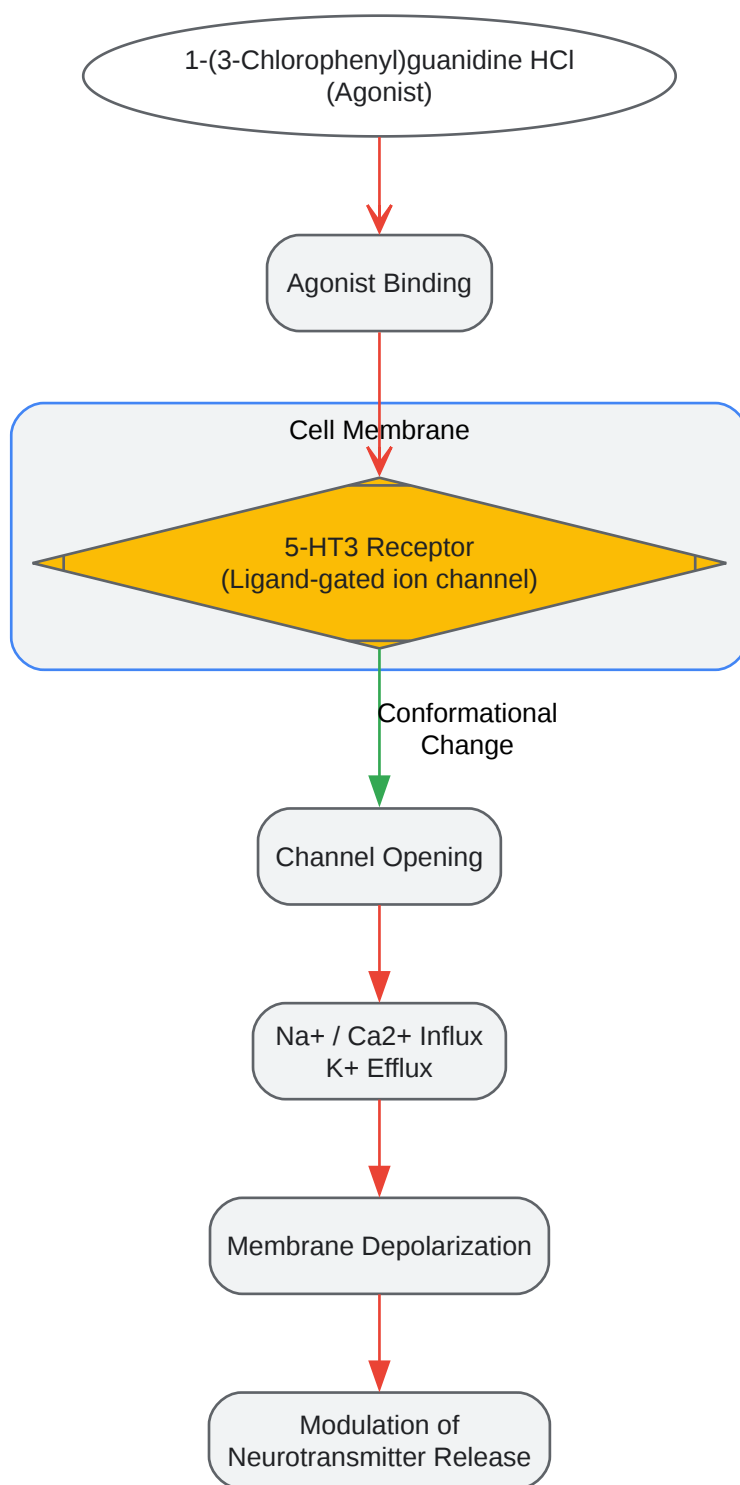 1-(3-Chlorophenyl)guanidine HCl
(Agonist)
Agonist Binding
Cell Membrane
5-HT3 Receptor
(Ligand-gated ion channel)
Conformational
Change
Channel Opening
Na+ / Ca2+ Influx
K+ Efflux
Membrane Depolarization
Modulation of
Neurotransmitter Release